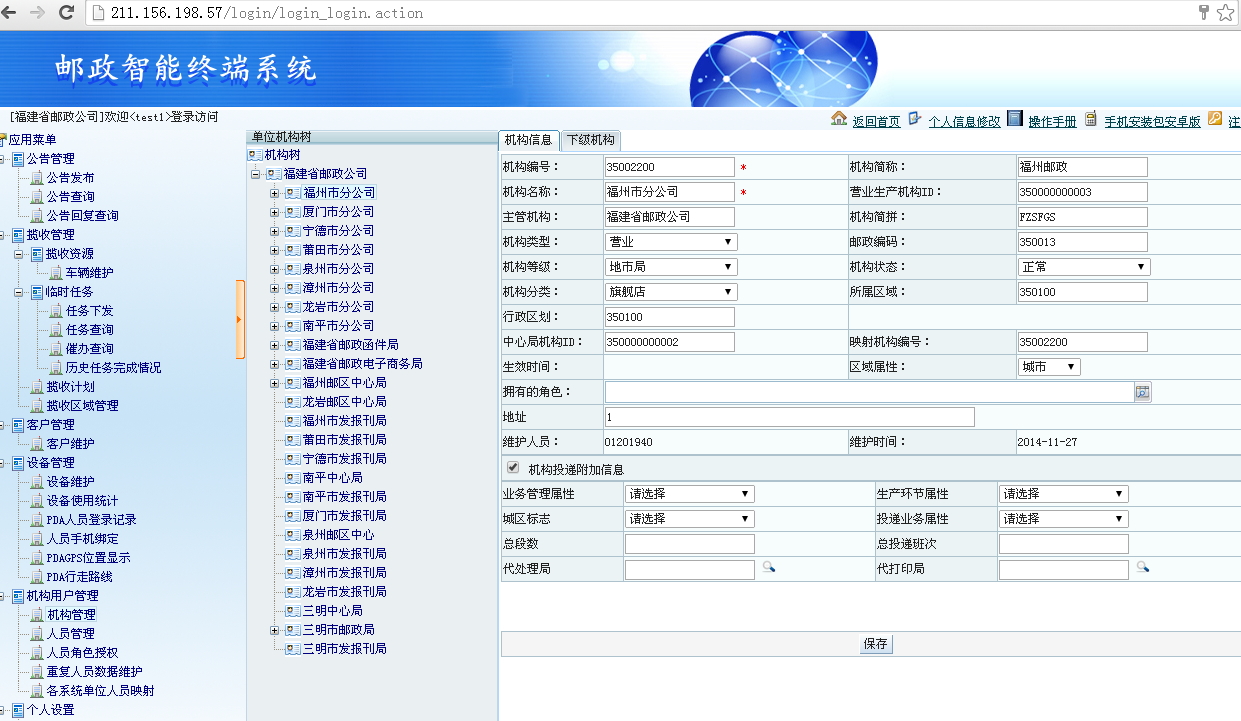 211.156.198.57/login/login_login.action
邮政智能终端系统
[福建省邮政公司]欢迎<test1>登录访问
返回首页 个人信息修改 操作手册 手机安装包安卓版 注
应用菜单
公告管理
公告发布
公告查询
公告回复查询
揽收管理
揽收资源
车辆维护
临时任务
任务下发
任务查询
催办查询
历史任务完成情况
揽收计划
揽收区域管理
客户管理
客户维护
设备管理
设备维护
设备使用统计
PDA人员登录记录
人员手机绑定
PDAGPS位置显示
PDA行走路线
机构用户管理
机构管理
人员管理
人员角色授权
重复人员数据维护
各系统单位人员映射
个人设置
单位机构树
机构树
福建省邮政公司
福州市分公司
厦门市分公司
宁德市分公司
莆田市分公司
泉州市分公司
漳州市分公司
龙岩市分公司
南平市分公司
福建省邮政函件局
福建省邮政电子商务局
福州邮区中心局
龙岩邮区中心局
福州市发报刊局
莆田市发报刊局
宁德市发报刊局
南平中心局
南平市发报刊局
厦门市发报刊局
泉州邮区中心
泉州市发报刊局
漳州市发报刊局
龙岩市发报刊局
三明中心局
三明市邮政局
三明市发报刊局
机构信息 下级机构
机构编号： 35002200 * 机构简称： 福州邮政
机构名称： 福州市分公司 * 营业生产机构ID： 350000000003
主管机构： 福建省邮政公司 机构简拼： FZSFGS
机构类型： 营业 邮政编码： 350013
机构等级： 地市局 机构状态： 正常
机构分类： 旗舰店 所属区域： 350100
行政区划： 350100
中心局机构ID： 350000000002 映射机构编号： 35002200
生效时间： 区域属性： 城市
拥有的角色：
地址 1
维护人员： 01201940 维护时间： 2014-11-27
机构投递附加信息
业务管理属性 请选择 生产环节属性 请选择
城区标志 请选择 投递业务属性 请选择
总段数 总投递班次
代处理局 代打印局
保存